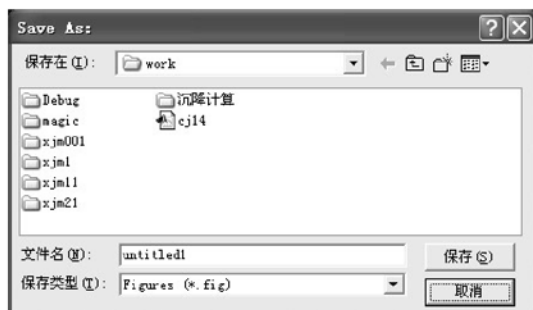 Save As:
保存在(I): work
Debug
magic
xjm001
xjm1
xjm11
xjm21
沉降计算
cj14
文件名(N): untitled1 保存(S)
保存类型(T): Figures (*.fig) 取消